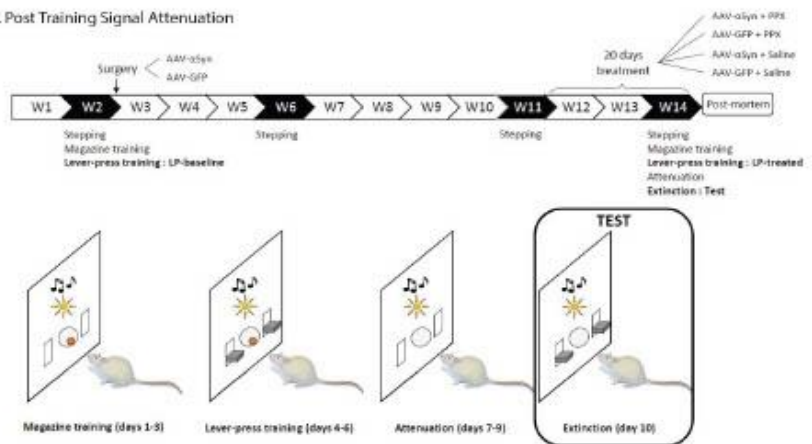 Post Training Signal Attenuation
Surgery
AAV-αSyn
AAV-GFP
20 days
treatment
AAV-αSyn + PPX
AAV-GFP + PPX
AAV-αSyn + Saline
AAV-GFP + Saline
W1 W2 W3 W4 W5 W6 W7 W8 W9 W10 W11 W12 W13 W14 Post-mortem
Stepping
Magazine training
Lever-press training : LP-baseline
Stepping
Stepping
Stepping
Magazine training
Lever-press training : LP-treated
Attenuation
Extinction : Test
TEST
Magazine training (days 1-3) Lever-press training (days 4-6) Attenuation (days 7-9) Extinction (day 10)